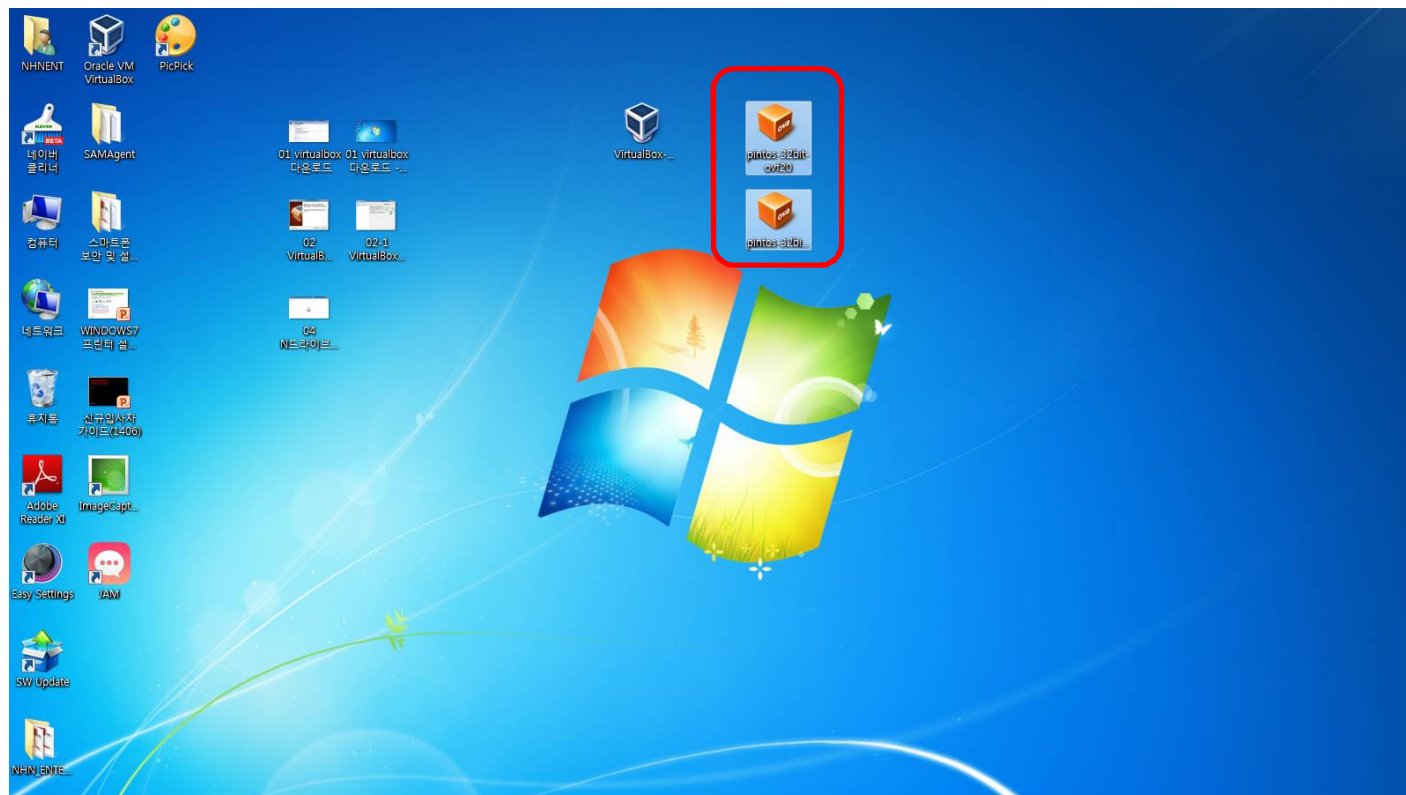 NHNENT
Oracle VM
VirtualBox
PicPick
NAVER
BETA
네이버
클리너
SAMAgent
01 virtualbox
다운로드
01 virtualbox
다운로드 -...
VirtualBox-...
ova
pintos-32bit-
ovf20
컴퓨터
스마트폰
보안 및 설...
02
VirtualB...
02-1
VirtualBox...
ova
pintos-32bi...
네트워크
P
WINDOWS7
프린터 설...
04
N드라이브...
휴지통
P
신규입사자
가이드(1406)
Adobe
Reader XI
ImageCapt...
Easy Settings
JAM
SW Update
NHN_ENTE...